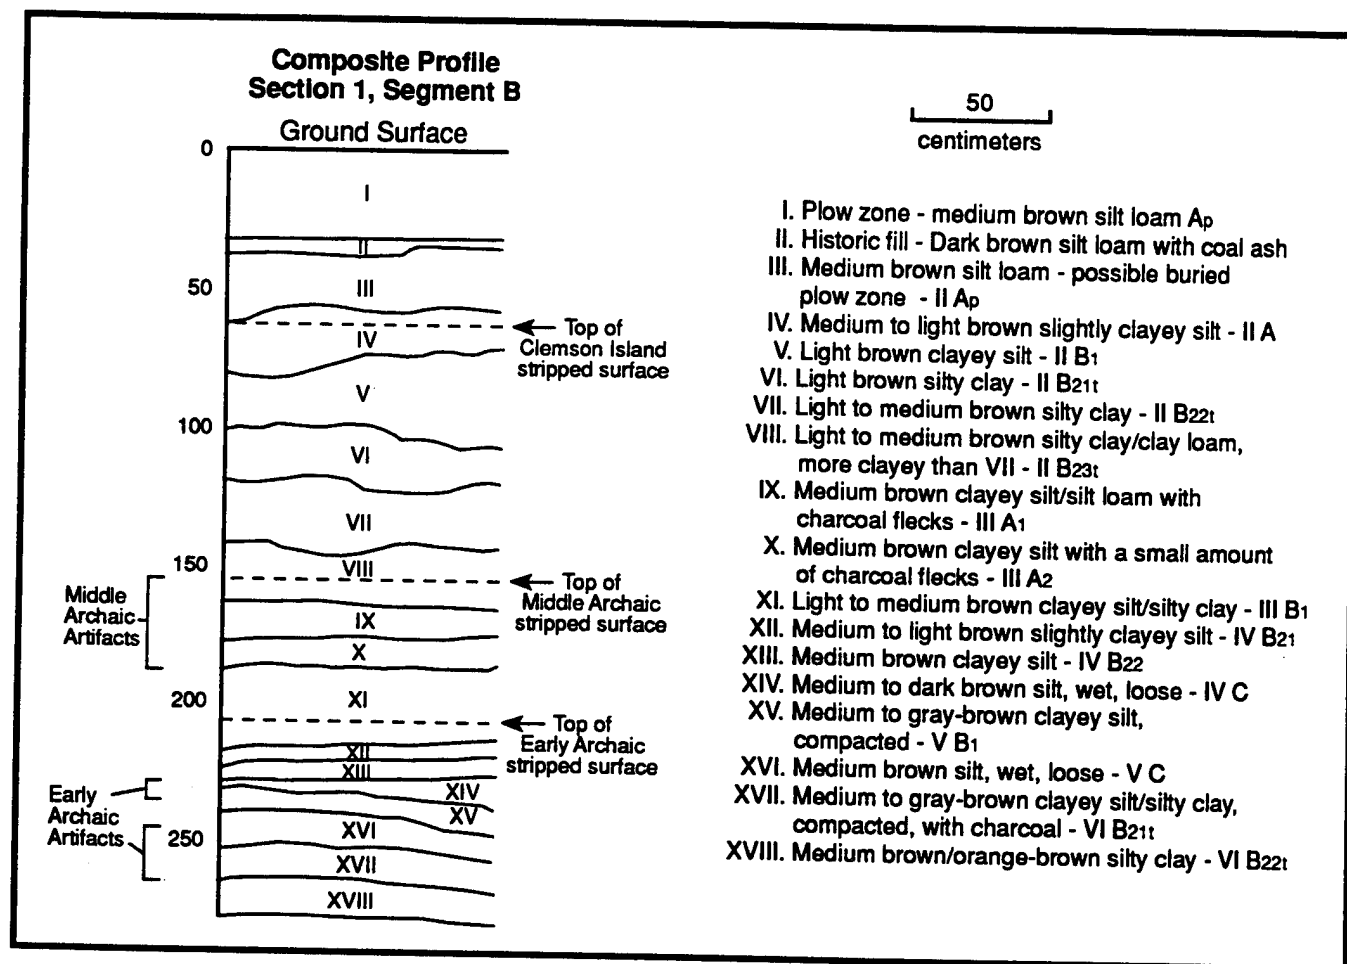 Composite Profile
Section 1, Segment B
Ground Surface
0
50
100
150
200
250
I
II
III
IV
V
VI
VII
VIII
IX
X
XI
XII
XIII
XIV
XV
XVI
XVII
XVIII
Top of
Clemson Island
stripped surface
Top of
Middle Archaic
stripped surface
Top of
Early Archaic
stripped surface
Middle
Archaic
Artifacts
Early
Archaic
Artifacts
50
centimeters
I. Plow zone - medium brown silt loam Ap
II. Historic fill - Dark brown silt loam with coal ash
III. Medium brown silt loam - possible buried
plow zone - II Ap
IV. Medium to light brown slightly clayey silt - II A
V. Light brown clayey silt - II B1
VI. Light brown silty clay - II B21t
VII. Light to medium brown silty clay - II B22t
VIII. Light to medium brown silty clay/clay loam,
more clayey than VII - II B23t
IX. Medium brown clayey silt/silt loam with
charcoal flecks - III A1
X. Medium brown clayey silt with a small amount
of charcoal flecks - III A2
XI. Light to medium brown clayey silt/silty clay - III B1
XII. Medium to light brown slightly clayey silt - IV B21
XIII. Medium brown clayey silt - IV B22
XIV. Medium to dark brown silt, wet, loose - IV C
XV. Medium to gray-brown clayey silt,
compacted - V B1
XVI. Medium brown silt, wet, loose - V C
XVII. Medium to gray-brown clayey silt/silty clay,
compacted, with charcoal - VI B21t
XVIII. Medium brown/orange-brown silty clay - VI B22t